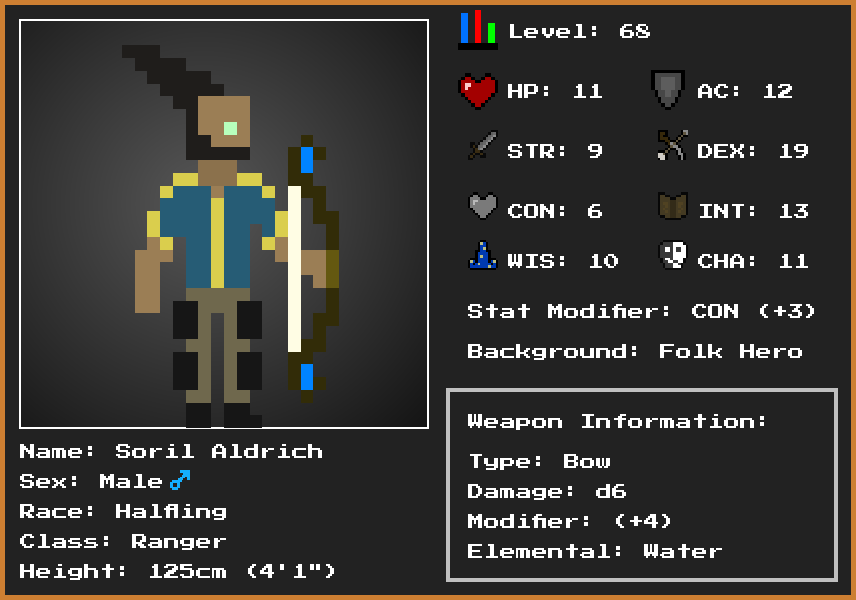 Level: 68
HP: 11 AC: 12
STR: 9 DEX: 19
CON: 6 INT: 13
WIS: 10 CHA: 11
Stat Modifier: CON (+3)
Background: Folk Hero
Weapon Information:
Type: Bow
Damage: d6
Modifier: (+4)
Elemental: Water
Name: Soril Aldrich
Sex: Male♂
Race: Halfling
Class: Ranger
Height: 125cm (4'1")